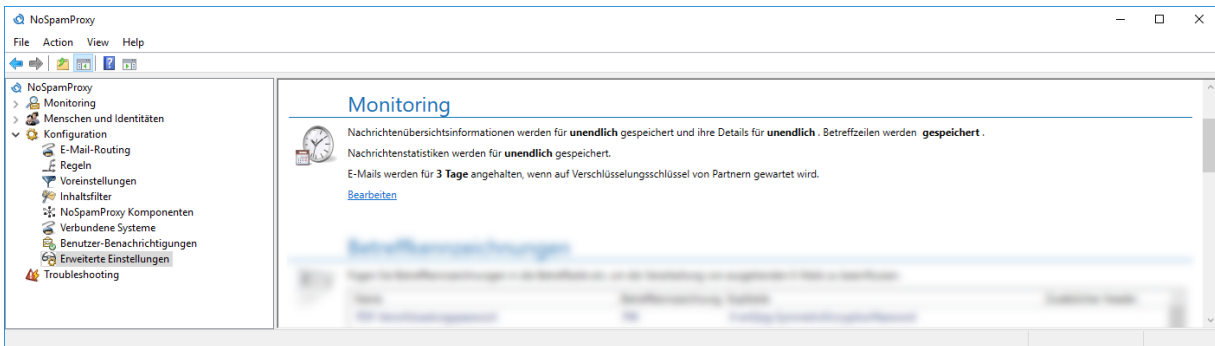 NoSpamProxy
File Action View Help
NoSpamProxy
Monitoring
Menschen und Identitäten
Konfiguration
E-Mail-Routing
Regeln
Voreinstellungen
Inhaltsfilter
NoSpamProxy Komponenten
Verbundene Systeme
Benutzer-Benachrichtigungen
Erweiterte Einstellungen
Troubleshooting
Monitoring
Nachrichtenübersichtsinformationen werden für unendlich gespeichert und ihre Details für unendlich . Betreffzeilen werden gespeichert .
Nachrichtenstatistiken werden für unendlich gespeichert.
E-Mails werden für 3 Tage angehalten, wenn auf Verschlüsselungsschlüssel von Partnern gewartet wird.
Bearbeiten
Betreffkennzeichnungen